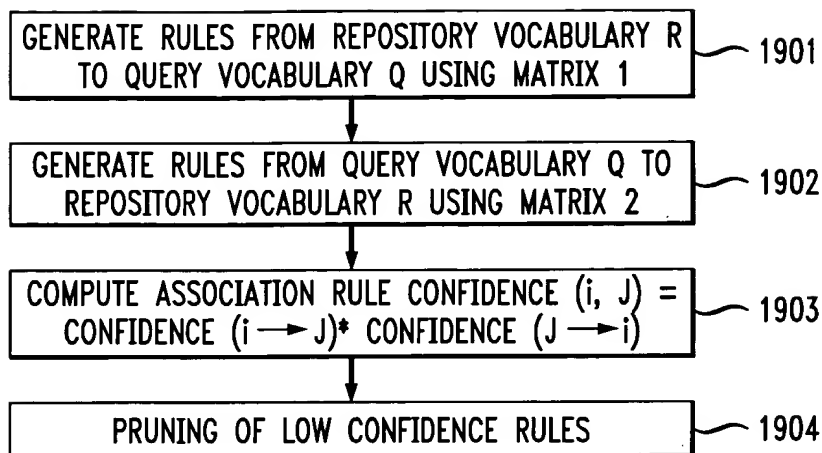 GENERATE RULES FROM REPOSITORY VOCABULARY R
TO QUERY VOCABULARY Q USING MATRIX 1
1901
GENERATE RULES FROM QUERY VOCABULARY Q TO
REPOSITORY VOCABULARY R USING MATRIX 2
1902
COMPUTE ASSOCIATION RULE CONFIDENCE (i, J) =
CONFIDENCE (i → J)* CONFIDENCE (J → i)
1903
PRUNING OF LOW CONFIDENCE RULES
1904